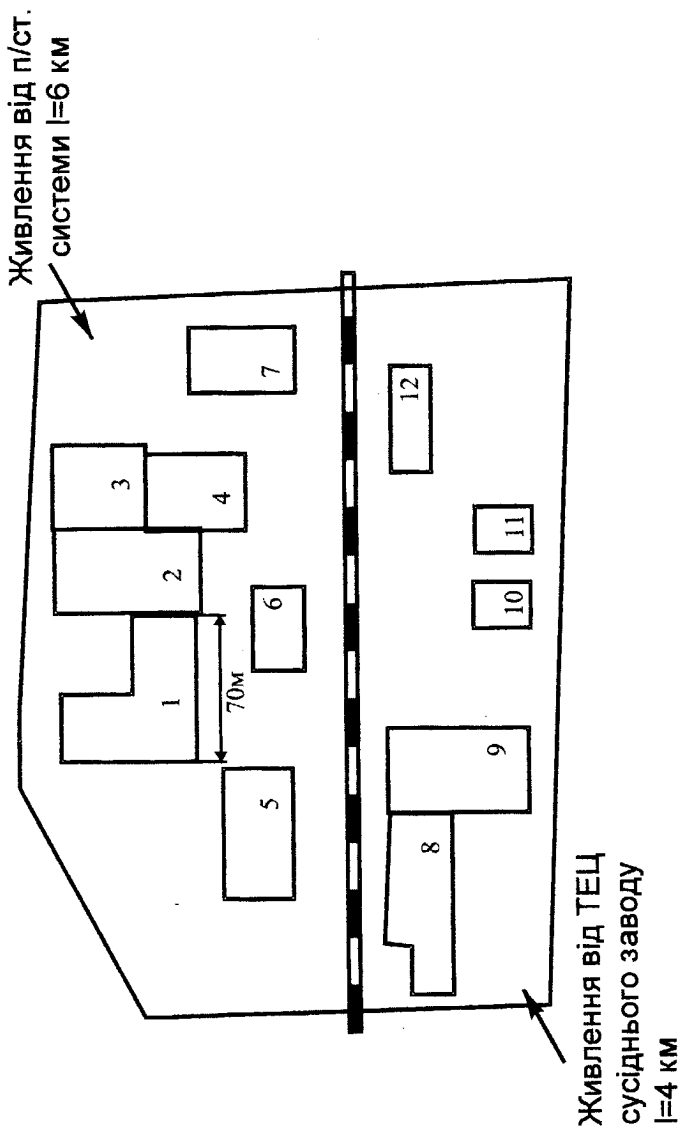 Живлення від п/ст.
системи l=6 км
3
7
2
4
1
6
70м
5
12
11
10
9
8
Живлення від ТЕЦ
сусіднього заводу
l=4 км